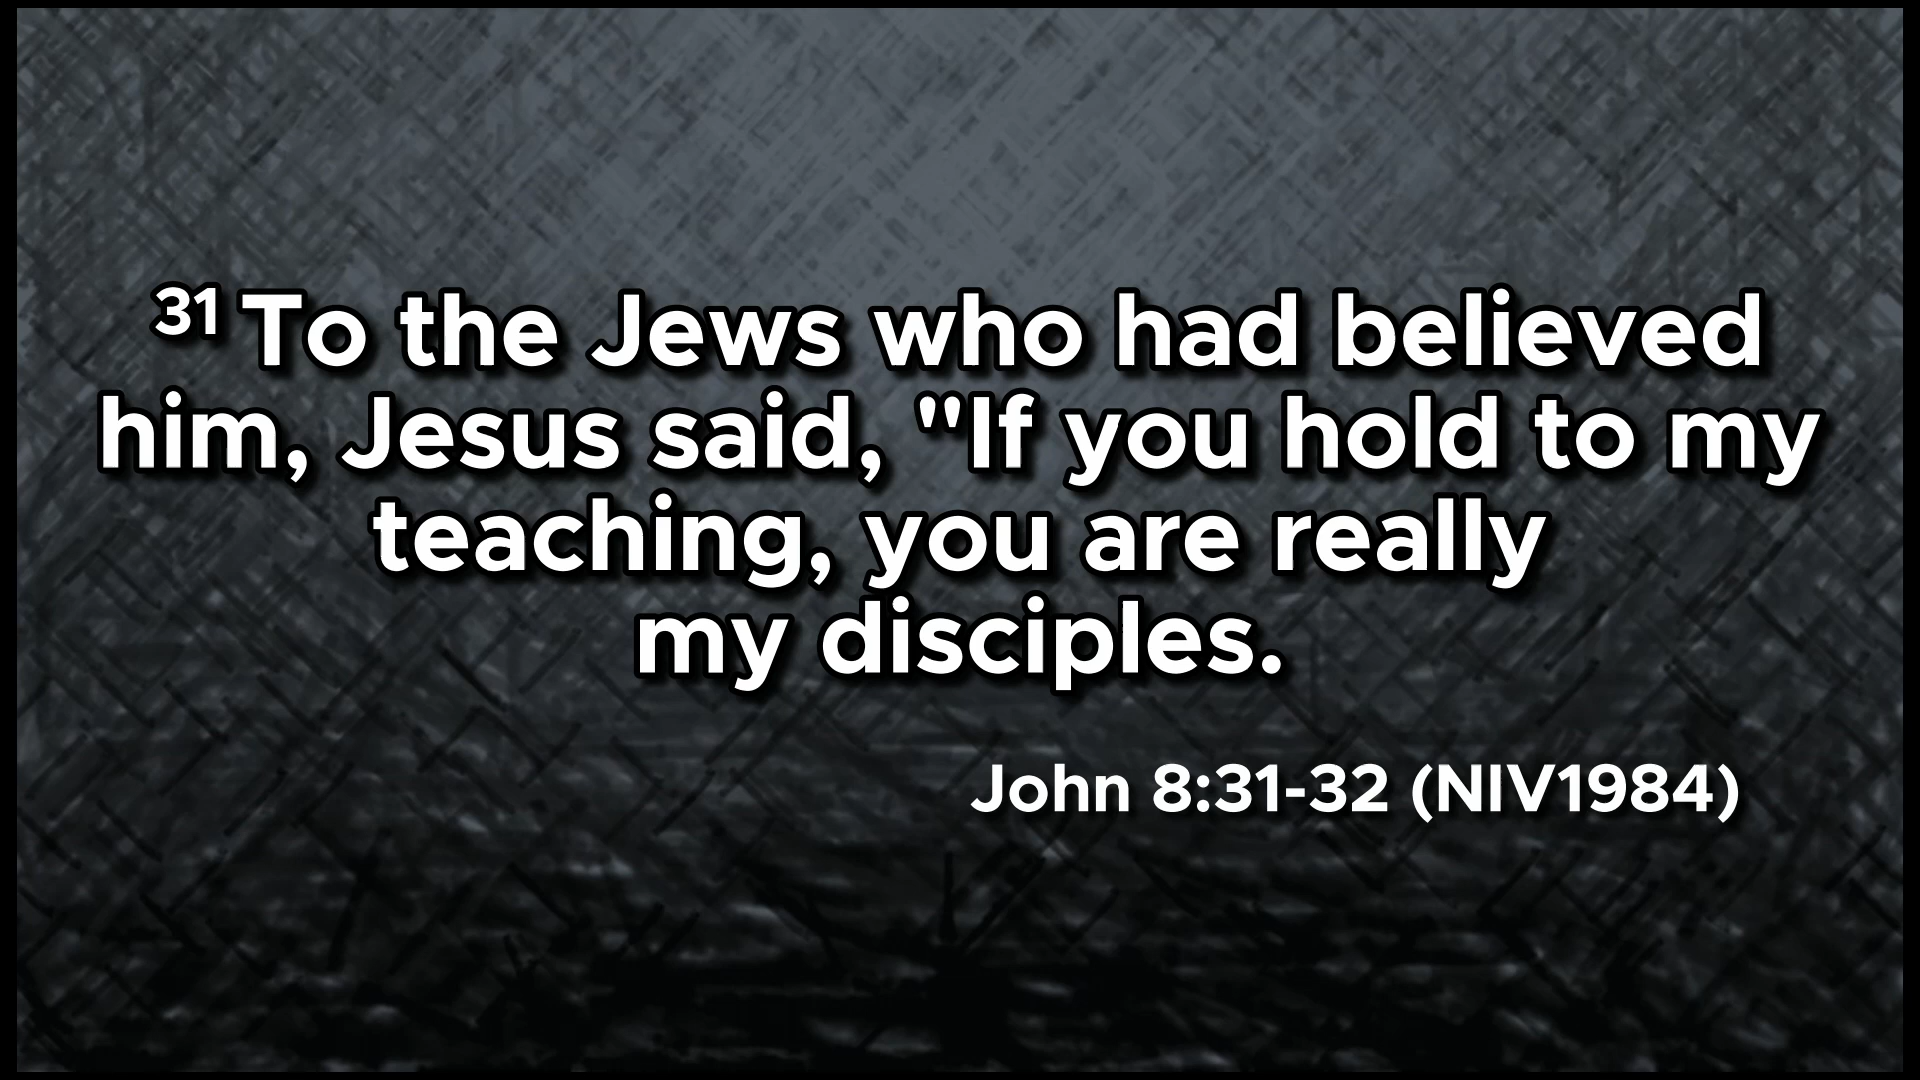 31 To the Jews who had believed
him, Jesus said, "If you hold to my
teaching, you are really
my disciples.
John 8:31-32 (NIV1984)